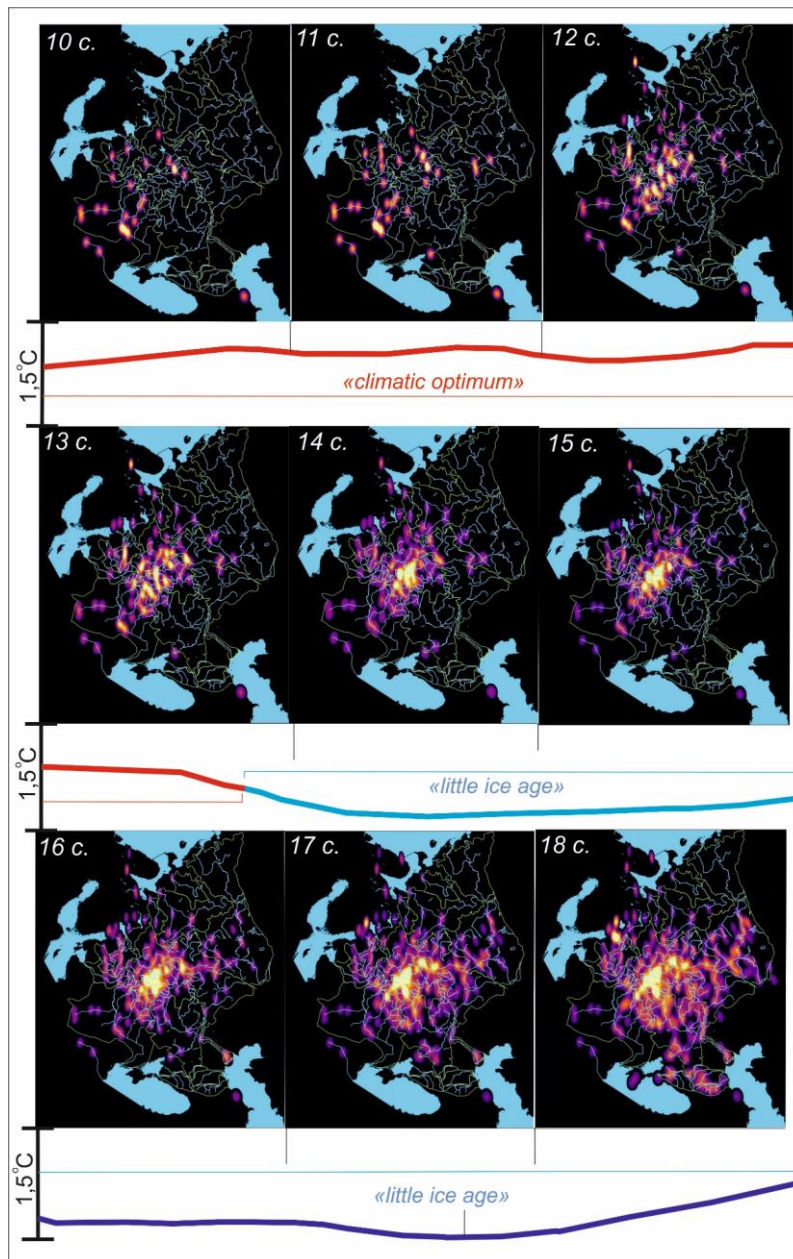 10 c.
11 c.
12 c.
1,5°C
«climatic optimum»
13 c.
14 c.
15 c.
1,5°C
«little ice age»
16 c.
17 c.
18 c.
1,5°C
«little ice age»